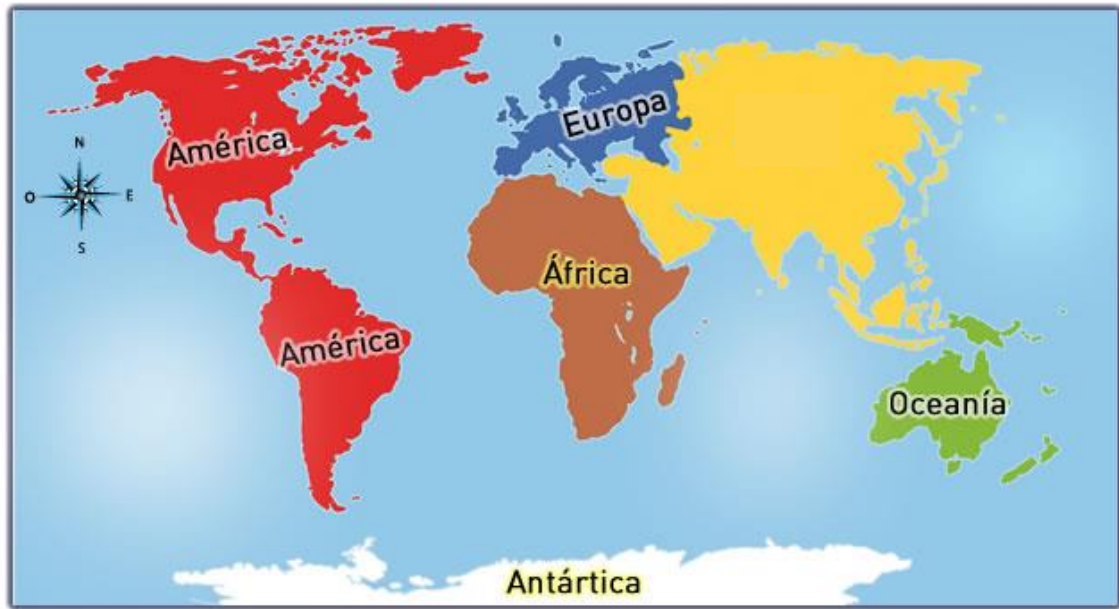 América
Europa
N
O
E
S
África
América
Oceanía
Antártica